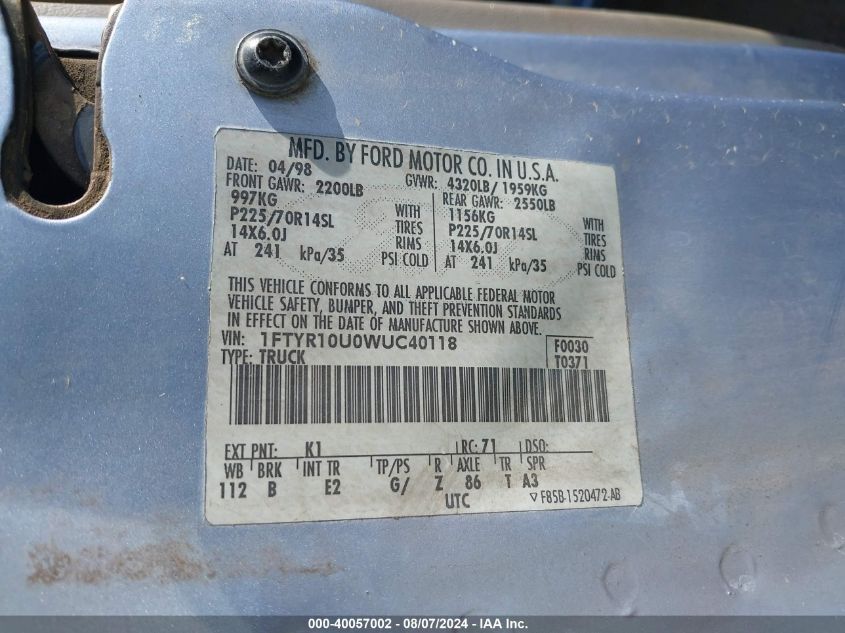 MFD. BY FORD MOTOR CO. IN U.S.A.
DATE: 04/98 GVWR: 4320LB/ 1959KG
FRONT GAWR: 2200LB REAR GAWR: 2550LB
997KG WITH 1156KG WITH
P225/70R14SL TIRES P225/70R14SL TIRES
14X6.0J RIMS 14X6.0J RIMS
AT 241 kPa/35 PSI COLD AT 241 kPa/35 PSI COLD
THIS VEHICLE CONFORMS TO ALL APPLICABLE FEDERAL MOTOR
VEHICLE SAFETY, BUMPER, AND THEFT PREVENTION STANDARDS
IN EFFECT ON THE DATE OF MANUFACTURE SHOWN ABOVE.
VIN: 1FTYR10U0WUC40118 F0030
TYPE: TRUCK T0371
EXT PNT: K1 RC: 71 DSO:
WB BRK INT TR TP/PS R AXLE TR SPR
112 B E2 G/ Z 86 T A3
UTC ▽ F85B-1520472-AB
000-40057002 - 08/07/2024 - IAA Inc.